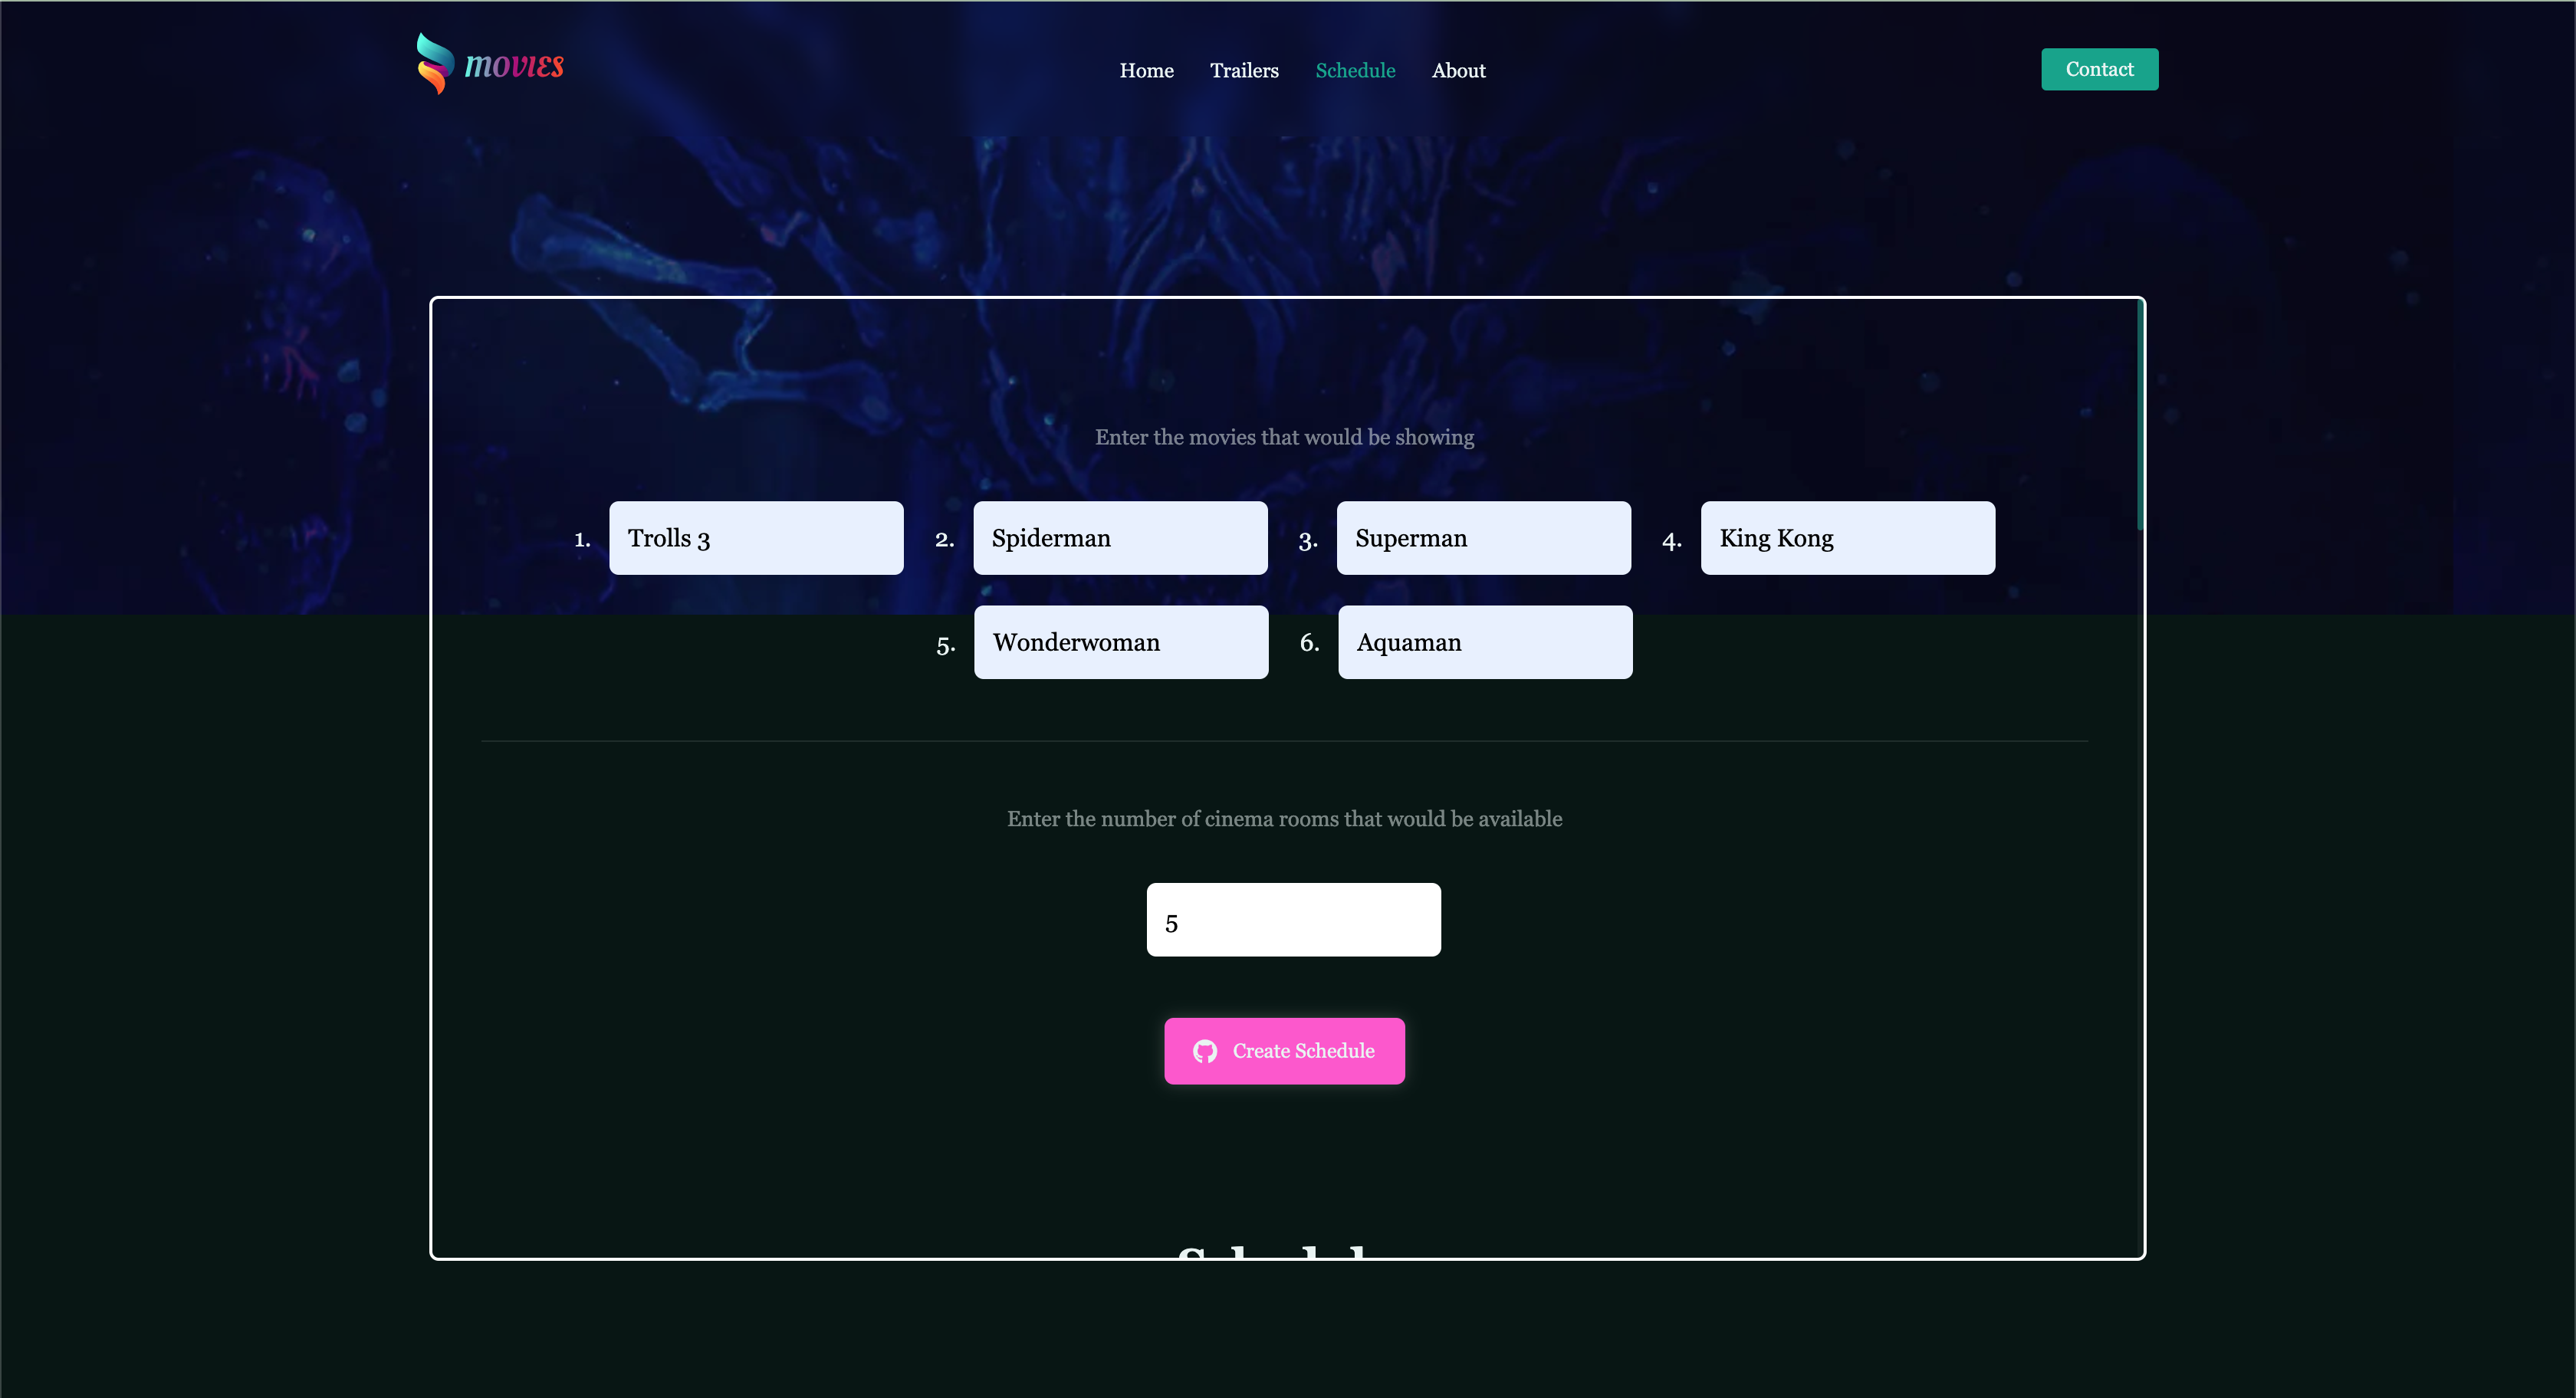 movies Home Trailers Schedule About Contact
Enter the movies that would be showing
1. Trolls 3 2. Spiderman 3. Superman 4. King Kong
5. Wonderwoman 6. Aquaman
Enter the number of cinema rooms that would be available
5
Create Schedule